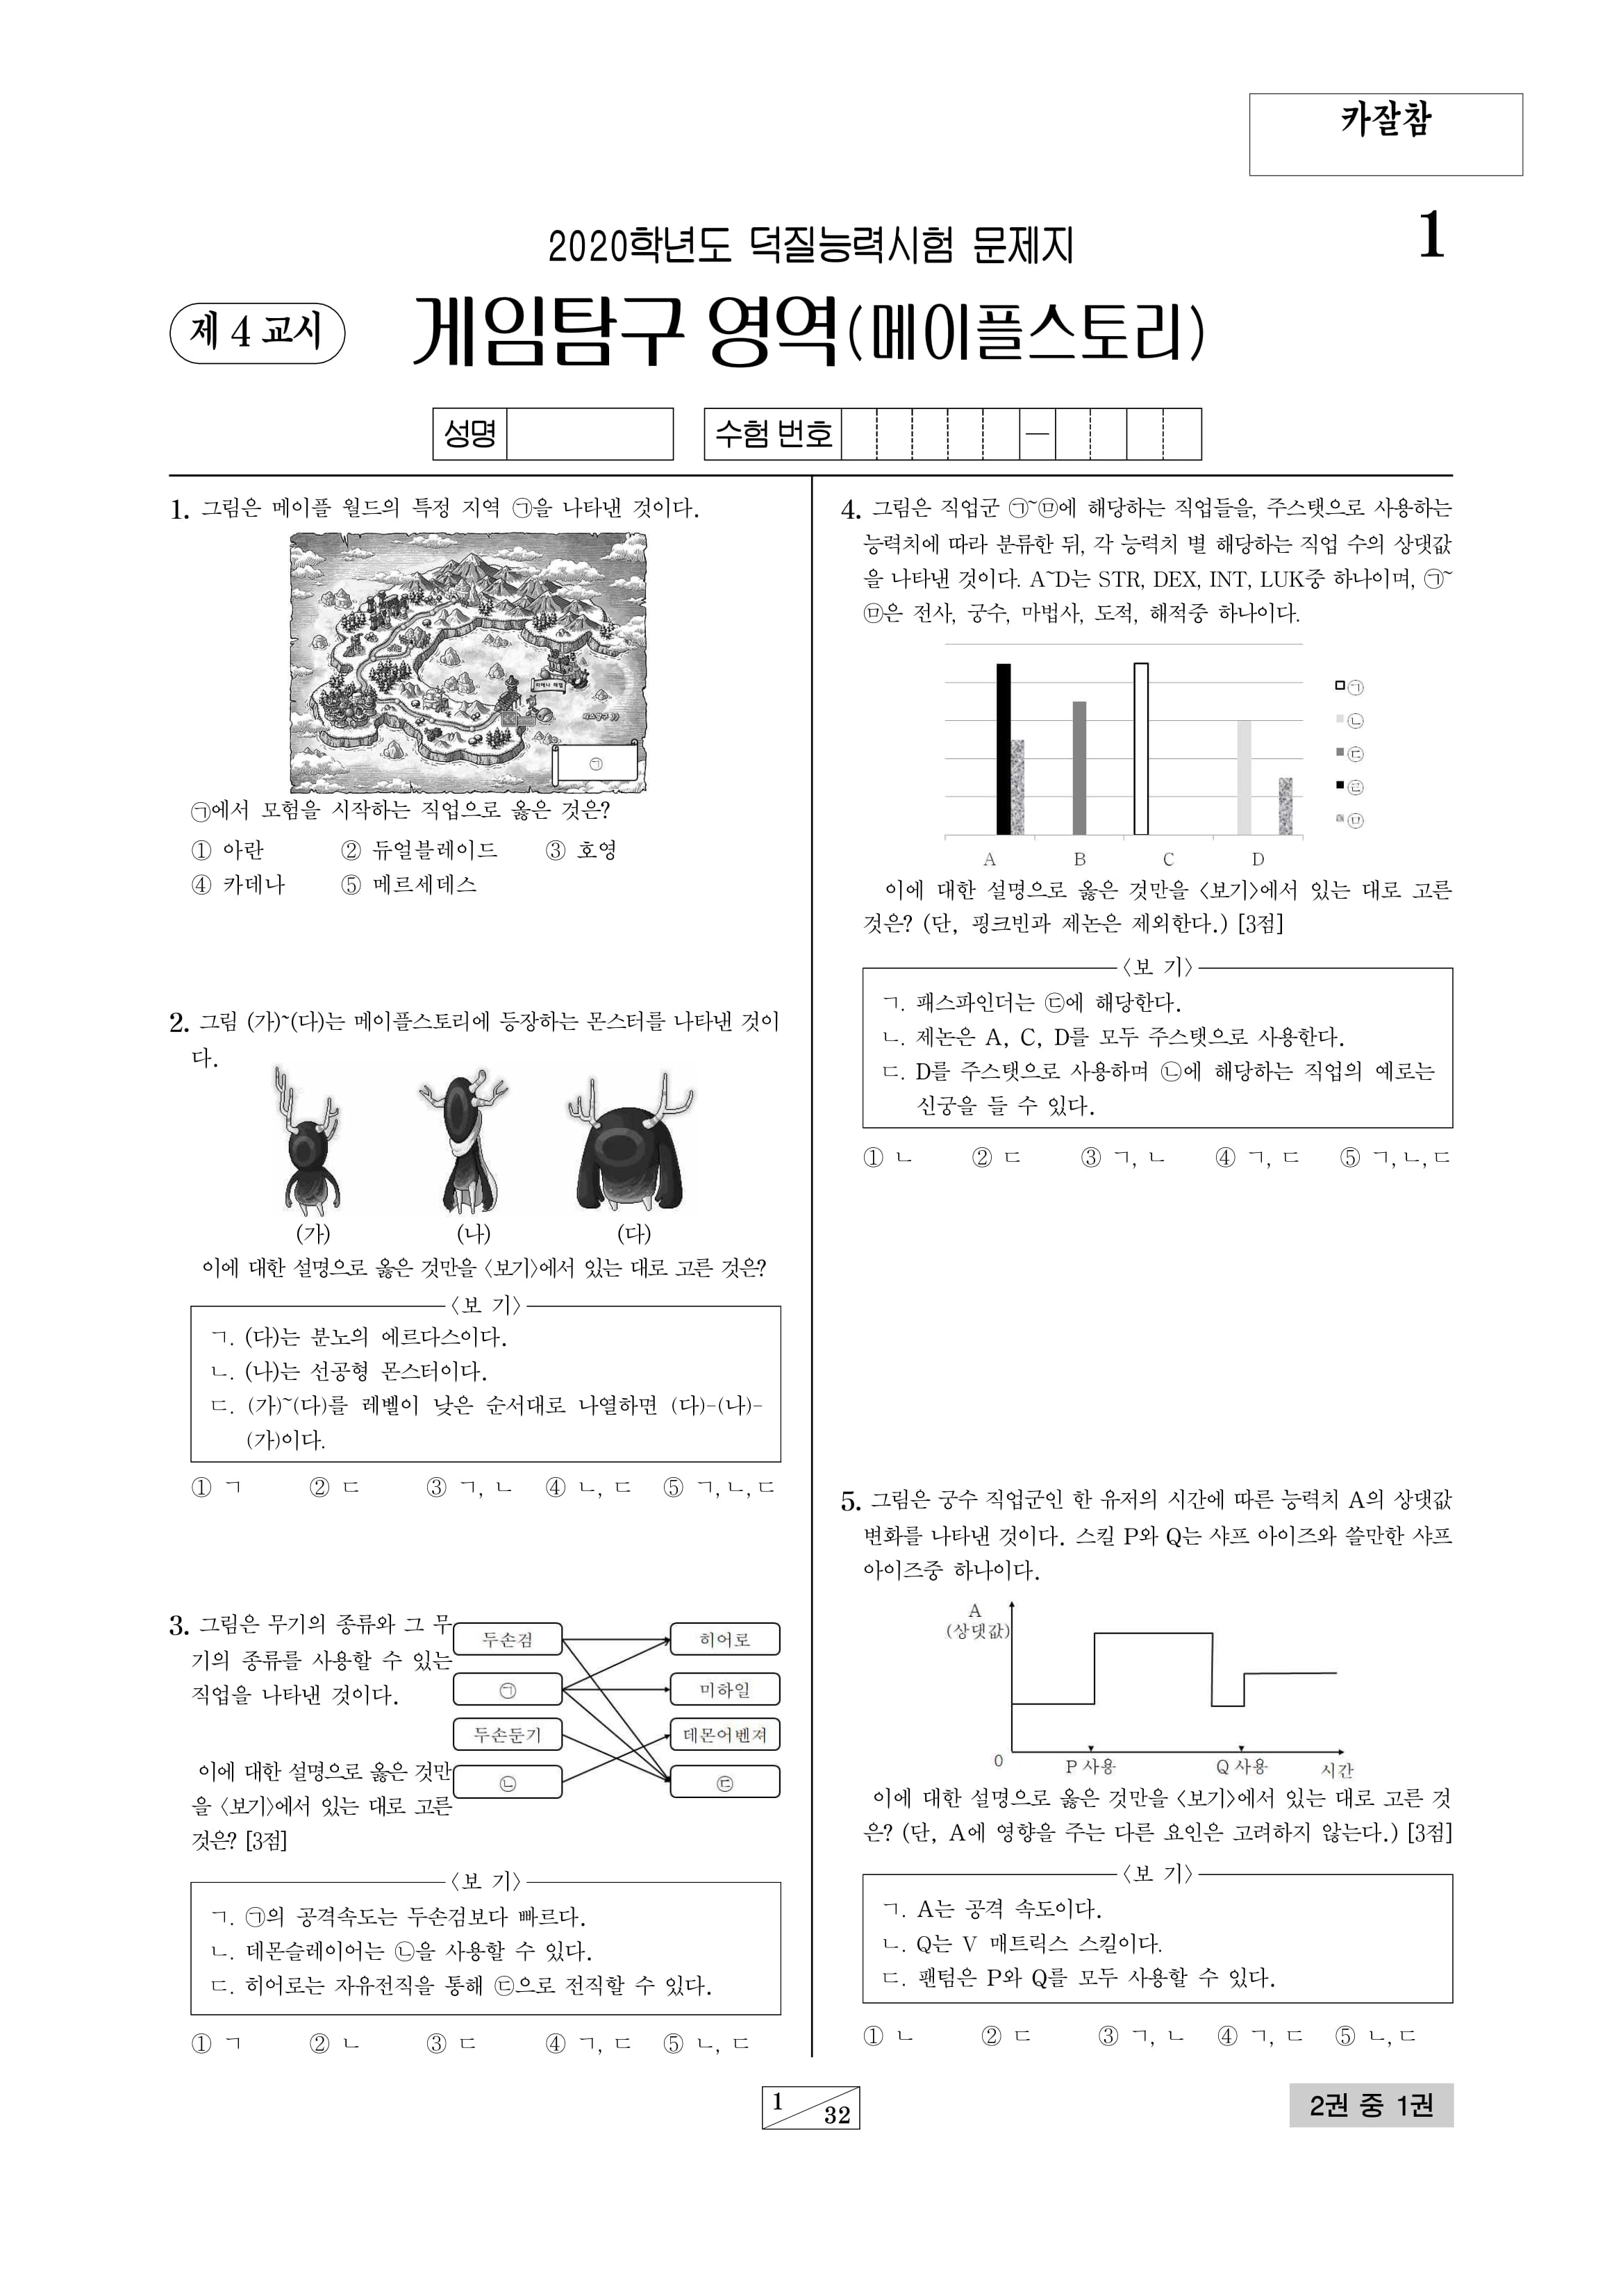 카잘참
1
2020학년도 덕질능력시험 문제지
제 4 교시
게임탐구 영역(메이플스토리)
성명
수험 번호
—
1. 그림은 메이플 월드의 특정 지역 ㉠을 나타낸 것이다.
㉠
㉠에서 모험을 시작하는 직업으로 옳은 것은?
① 아란 ② 듀얼블레이드 ③ 호영
④ 카데나 ⑤ 메르세데스
2. 그림 (가)~(다)는 메이플스토리에 등장하는 몬스터를 나타낸 것이
다.
(가) (나) (다)
이에 대한 설명으로 옳은 것만을 〈보기〉에서 있는 대로 고른 것은?
〈보 기〉
ㄱ. (다)는 분노의 에르다스이다.
ㄴ. (나)는 선공형 몬스터이다.
ㄷ. (가)~(다)를 레벨이 낮은 순서대로 나열하면 (다)-(나)-
(가)이다.
① ㄱ ② ㄷ ③ ㄱ, ㄴ ④ ㄴ, ㄷ ⑤ ㄱ, ㄴ, ㄷ
3. 그림은 무기의 종류와 그 무
기의 종류를 사용할 수 있는
직업을 나타낸 것이다.
두손검 히어로
㉠ 미하일
두손둔기 데몬어벤져
㉡ ㉢
이에 대한 설명으로 옳은 것만
을 〈보기〉에서 있는 대로 고른
것은? [3점]
〈보 기〉
ㄱ. ㉠의 공격속도는 두손검보다 빠르다.
ㄴ. 데몬슬레이어는 ㉡을 사용할 수 있다.
ㄷ. 히어로는 자유전직을 통해 ㉢으로 전직할 수 있다.
① ㄱ ② ㄴ ③ ㄷ ④ ㄱ, ㄷ ⑤ ㄴ, ㄷ
4. 그림은 직업군 ㉠~㉤에 해당하는 직업들을, 주스탯으로 사용하는
능력치에 따라 분류한 뒤, 각 능력치 별 해당하는 직업 수의 상댓값
을 나타낸 것이다. A~D는 STR, DEX, INT, LUK중 하나이며, ㉠~
㉤은 전사, 궁수, 마법사, 도적, 해적중 하나이다.
㉠
㉡
㉢
㉣
㉤
A B C D
이에 대한 설명으로 옳은 것만을 〈보기〉에서 있는 대로 고른
것은? (단, 핑크빈과 제논은 제외한다.) [3점]
〈보 기〉
ㄱ. 패스파인더는 ㉢에 해당한다.
ㄴ. 제논은 A, C, D를 모두 주스탯으로 사용한다.
ㄷ. D를 주스탯으로 사용하며 ㉡에 해당하는 직업의 예로는
신궁을 들 수 있다.
① ㄴ ② ㄷ ③ ㄱ, ㄴ ④ ㄱ, ㄷ ⑤ ㄱ, ㄴ, ㄷ
5. 그림은 궁수 직업군인 한 유저의 시간에 따른 능력치 A의 상댓값
변화를 나타낸 것이다. 스킬 P와 Q는 샤프 아이즈와 쓸만한 샤프
아이즈중 하나이다.
A
(상댓값)
0 P 사용 Q 사용 시간
이에 대한 설명으로 옳은 것만을 〈보기〉에서 있는 대로 고른 것
은? (단, A에 영향을 주는 다른 요인은 고려하지 않는다.) [3점]
〈보 기〉
ㄱ. A는 공격 속도이다.
ㄴ. Q는 V 매트릭스 스킬이다.
ㄷ. 팬텀은 P와 Q를 모두 사용할 수 있다.
① ㄴ ② ㄷ ③ ㄱ, ㄴ ④ ㄱ, ㄷ ⑤ ㄴ, ㄷ
1 32
2권 중 1권